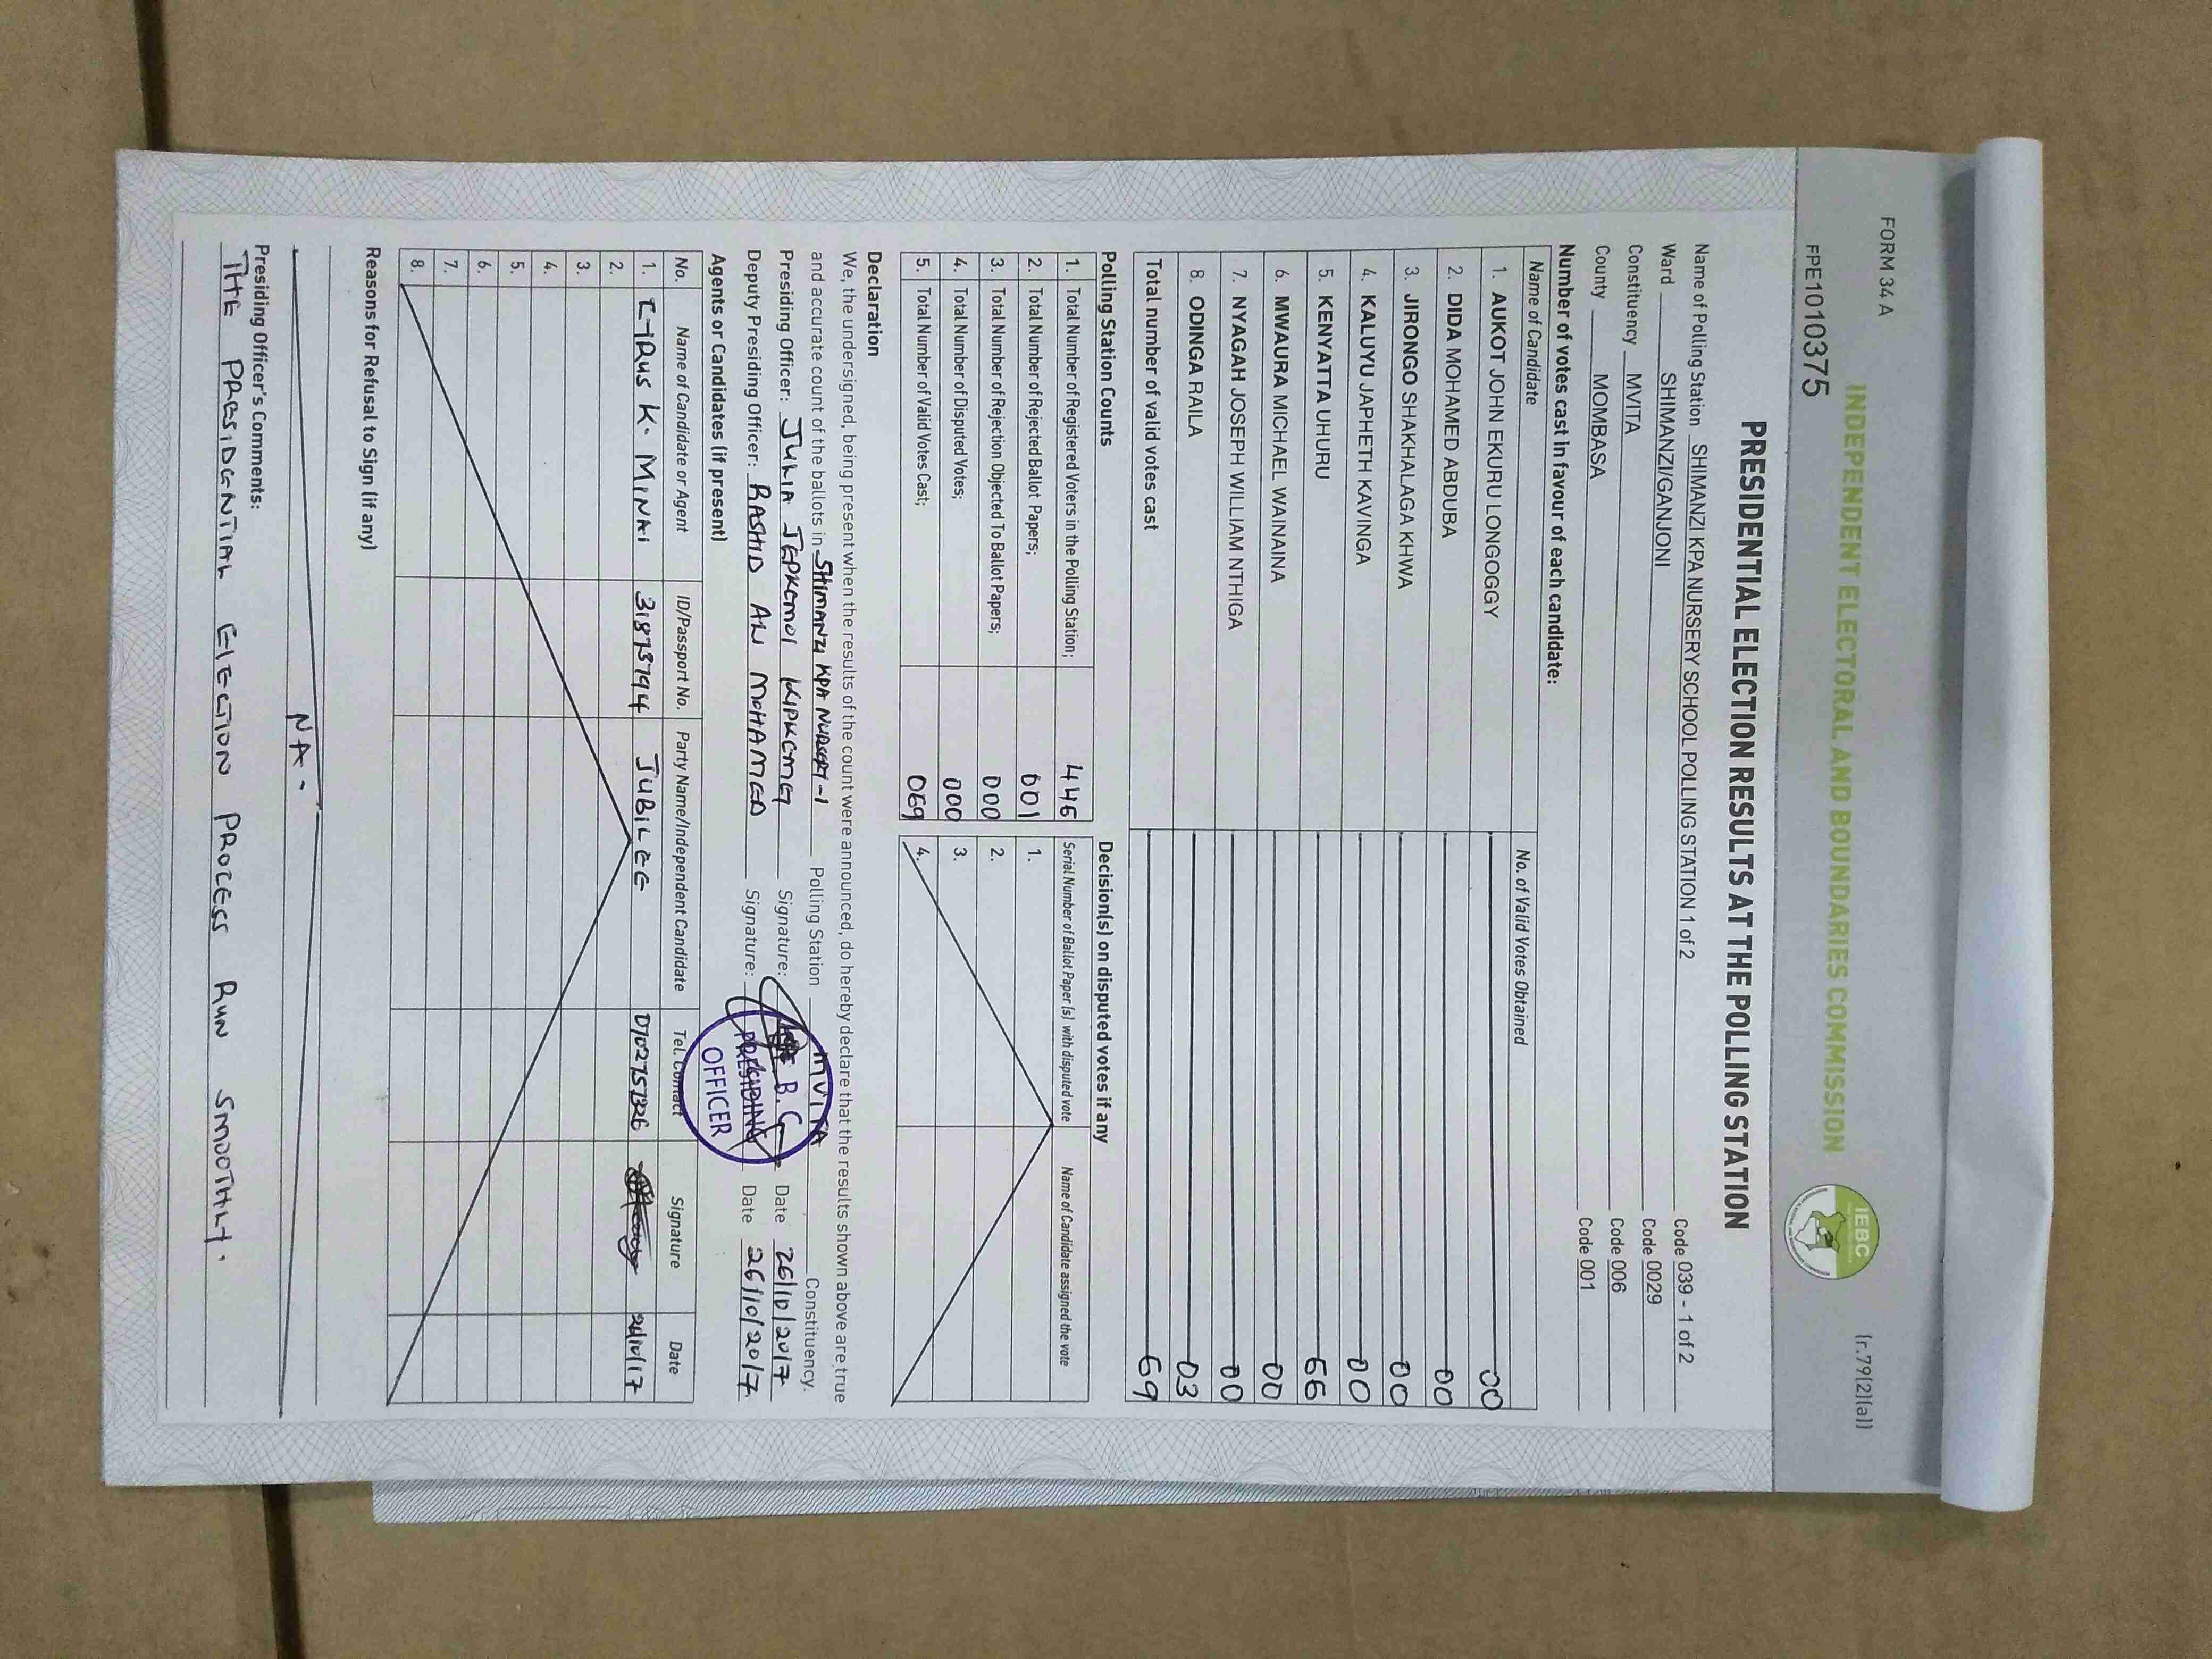 FORM 34 A
(r.79(2)(a))
INDEPENDENT ELECTORAL AND BOUNDARIES COMMISSION
IEBC
FPE1010375
PRESIDENTIAL ELECTION RESULTS AT THE POLLING STATION
Name of Polling Station SHIMANZI KPA NURSERY SCHOOL POLLING STATION 1 of 2 Code 039 - 1 of 2
Ward SHIMANZI/GANJONI Code 0029
Constituency MVITA Code 006
County MOMBASA Code 001
Number of votes cast in favour of each candidate:
Name of Candidate No. of Valid Votes Obtained
1. AUKOT JOHN EKURU LONGOGGY 00
2. DIDA MOHAMED ABDUBA 00
3. JIRONGO SHAKHALAGA KHWA 00
4. KALUYU JAPHETH KAVINGA 00
5. KENYATTA UHURU 66
6. MWAURA MICHAEL WAINAINA 00
7. NYAGAH JOSEPH WILLIAM NTHIGA 00
8. ODINGA RAILA 03
Total number of valid votes cast 69
Polling Station Counts
1. Total Number of Registered Voters in the Polling Station; 446
2. Total Number of Rejected Ballot Papers; 001
3. Total Number of Rejection Objected To Ballot Papers; 000
4. Total Number of Disputed Votes; 000
5. Total Number of Valid Votes Cast; 069
Decision(s) on disputed votes if any
Serial Number of Ballot Paper (s) with disputed vote Name of Candidate assigned the vote
1.
2.
3.
4.
Declaration
We, the undersigned, being present when the results of the count were announced, do hereby declare that the results shown above are true
and accurate count of the ballots in SHIMANZI KPA NURSERY-1 Polling Station MVITA Constituency.
Presiding Officer: JULIA JEPKEMOI KIPKEMEI Signature: Date 26/10/2017
Deputy Presiding Officer: RASHID ALI MOHAMED Signature: Date 26/10/2017
PRESIDING
OFFICER
Agents or Candidates (if present)
No. Name of Candidate or Agent ID/Passport No. Party Name/Independent Candidate Tel. Contact Signature Date
1. CYRUS K. MINAI 31873794 JUBILEE 0702757326
2.
3.
4.
5.
6.
7.
8.
Reasons for Refusal to Sign (if any)
NA.
Presiding Officer's Comments:
THE PRESIDENTIAL ELECTION PROCESS RUN SMOOTHLY.